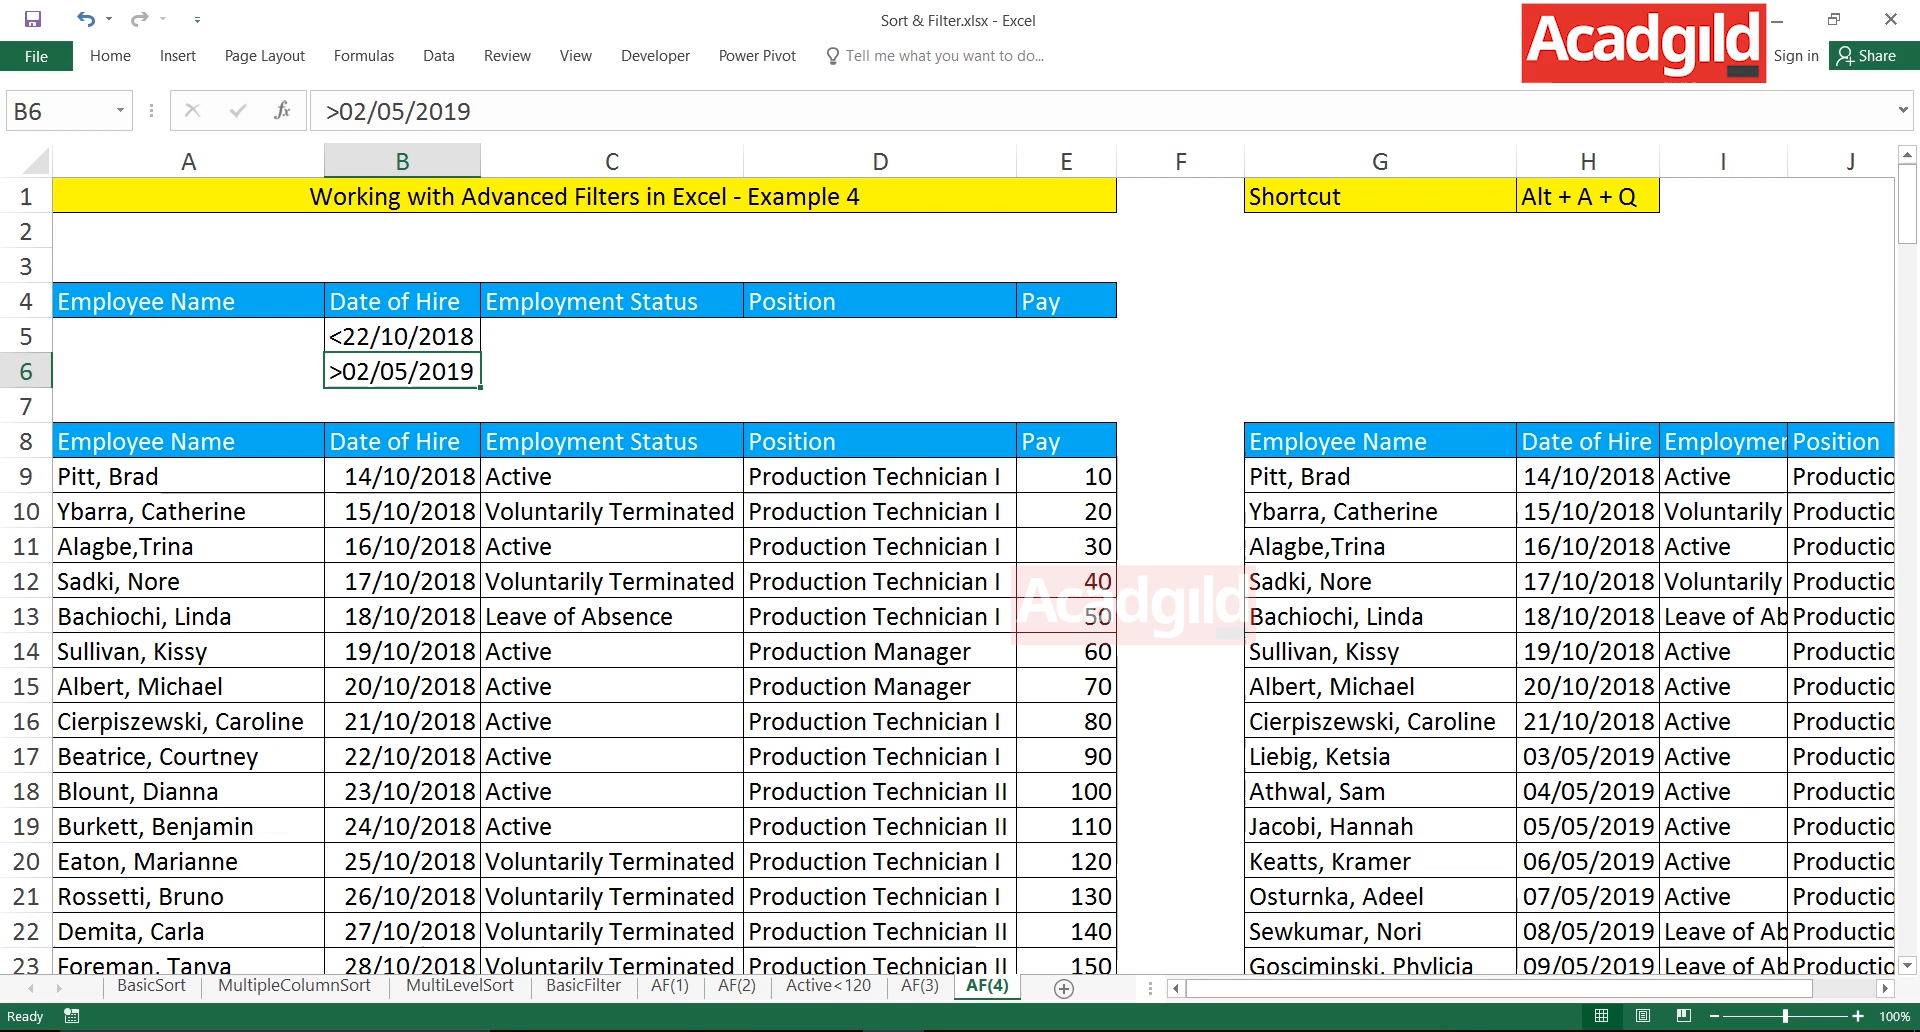 Sort & Filter.xlsx - Excel
Acadgild
File Home Insert Page Layout Formulas Data Review View Developer Power Pivot Tell me what you want to do... Sign in Share
B6 fx >02/05/2019
A B C D E F G H I J
1 Working with Advanced Filters in Excel - Example 4 Shortcut Alt + A + Q
2
3
4 Employee Name Date of Hire Employment Status Position Pay
5 <22/10/2018
6 >02/05/2019
7
8 Employee Name Date of Hire Employment Status Position Pay Employee Name Date of Hire Employmer Position
9 Pitt, Brad 14/10/2018 Active Production Technician I 10 Pitt, Brad 14/10/2018 Active Productio
10 Ybarra, Catherine 15/10/2018 Voluntarily Terminated Production Technician I 20 Ybarra, Catherine 15/10/2018 Voluntarily Productio
11 Alagbe,Trina 16/10/2018 Active Production Technician I 30 Alagbe,Trina 16/10/2018 Active Productio
12 Sadki, Nore 17/10/2018 Voluntarily Terminated Production Technician I 40 Sadki, Nore 17/10/2018 Voluntarily Productio
Acadgild
13 Bachiochi, Linda 18/10/2018 Leave of Absence Production Technician I 50 Bachiochi, Linda 18/10/2018 Leave of Ab Productio
14 Sullivan, Kissy 19/10/2018 Active Production Manager 60 Sullivan, Kissy 19/10/2018 Active Productio
15 Albert, Michael 20/10/2018 Active Production Manager 70 Albert, Michael 20/10/2018 Active Productio
16 Cierpiszewski, Caroline 21/10/2018 Active Production Technician I 80 Cierpiszewski, Caroline 21/10/2018 Active Productio
17 Beatrice, Courtney 22/10/2018 Active Production Technician I 90 Liebig, Ketsia 03/05/2019 Active Productio
18 Blount, Dianna 23/10/2018 Active Production Technician II 100 Athwal, Sam 04/05/2019 Active Productio
19 Burkett, Benjamin 24/10/2018 Active Production Technician II 110 Jacobi, Hannah 05/05/2019 Active Productio
20 Eaton, Marianne 25/10/2018 Voluntarily Terminated Production Technician I 120 Keatts, Kramer 06/05/2019 Active Productio
21 Rossetti, Bruno 26/10/2018 Voluntarily Terminated Production Technician I 130 Osturnka, Adeel 07/05/2019 Active Productio
22 Demita, Carla 27/10/2018 Voluntarily Terminated Production Technician II 140 Sewkumar, Nori 08/05/2019 Leave of Ab Productio
23 Foreman, Tanya 28/10/2018 Voluntarily Terminated Production Technician II 150 Gosciminski, Phylicia 09/05/2019 Leave of Ab Productio
BasicSort MultipleColumnSort MultiLevelSort BasicFilter AF(1) AF(2) Active<120 AF(3) AF(4)
Ready 100%